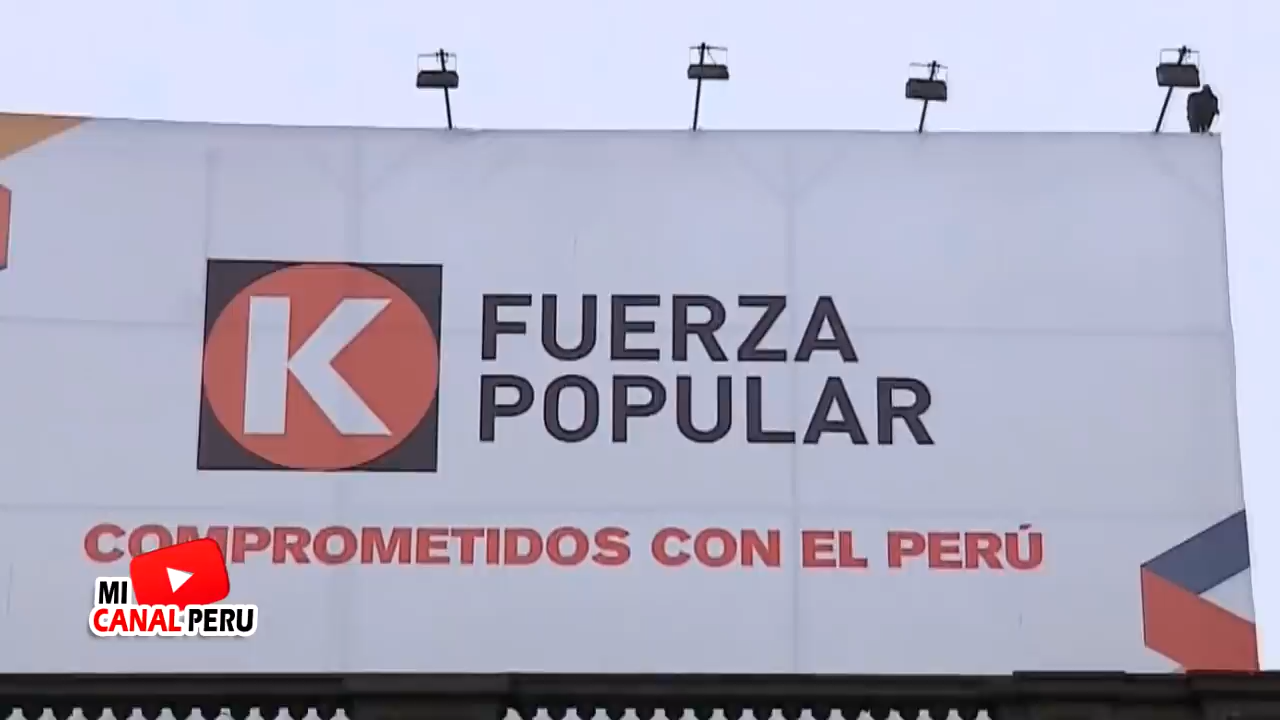 K
FUERZA
POPULAR
COMPROMETIDOS CON EL PERÚ
MI
CANAL PERU